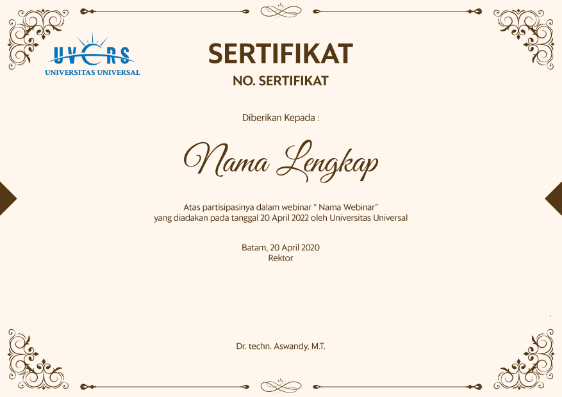 UVERS
UNIVERSITAS UNIVERSAL
SERTIFIKAT
NO. SERTIFIKAT
Diberikan Kepada :
Nama Lengkap
Atas partisipasinya dalam webinar " Nama Webinar"
yang diadakan pada tanggal 20 April 2022 oleh Universitas Universal
Batam, 20 April 2020
Rektor
Dr. techn. Aswandy, M.T.